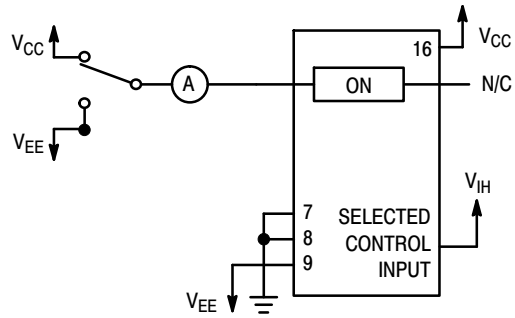 VCC
VEE
A
16
VCC
ON
N/C
VIH
7
8
9
SELECTED
CONTROL
INPUT
VEE